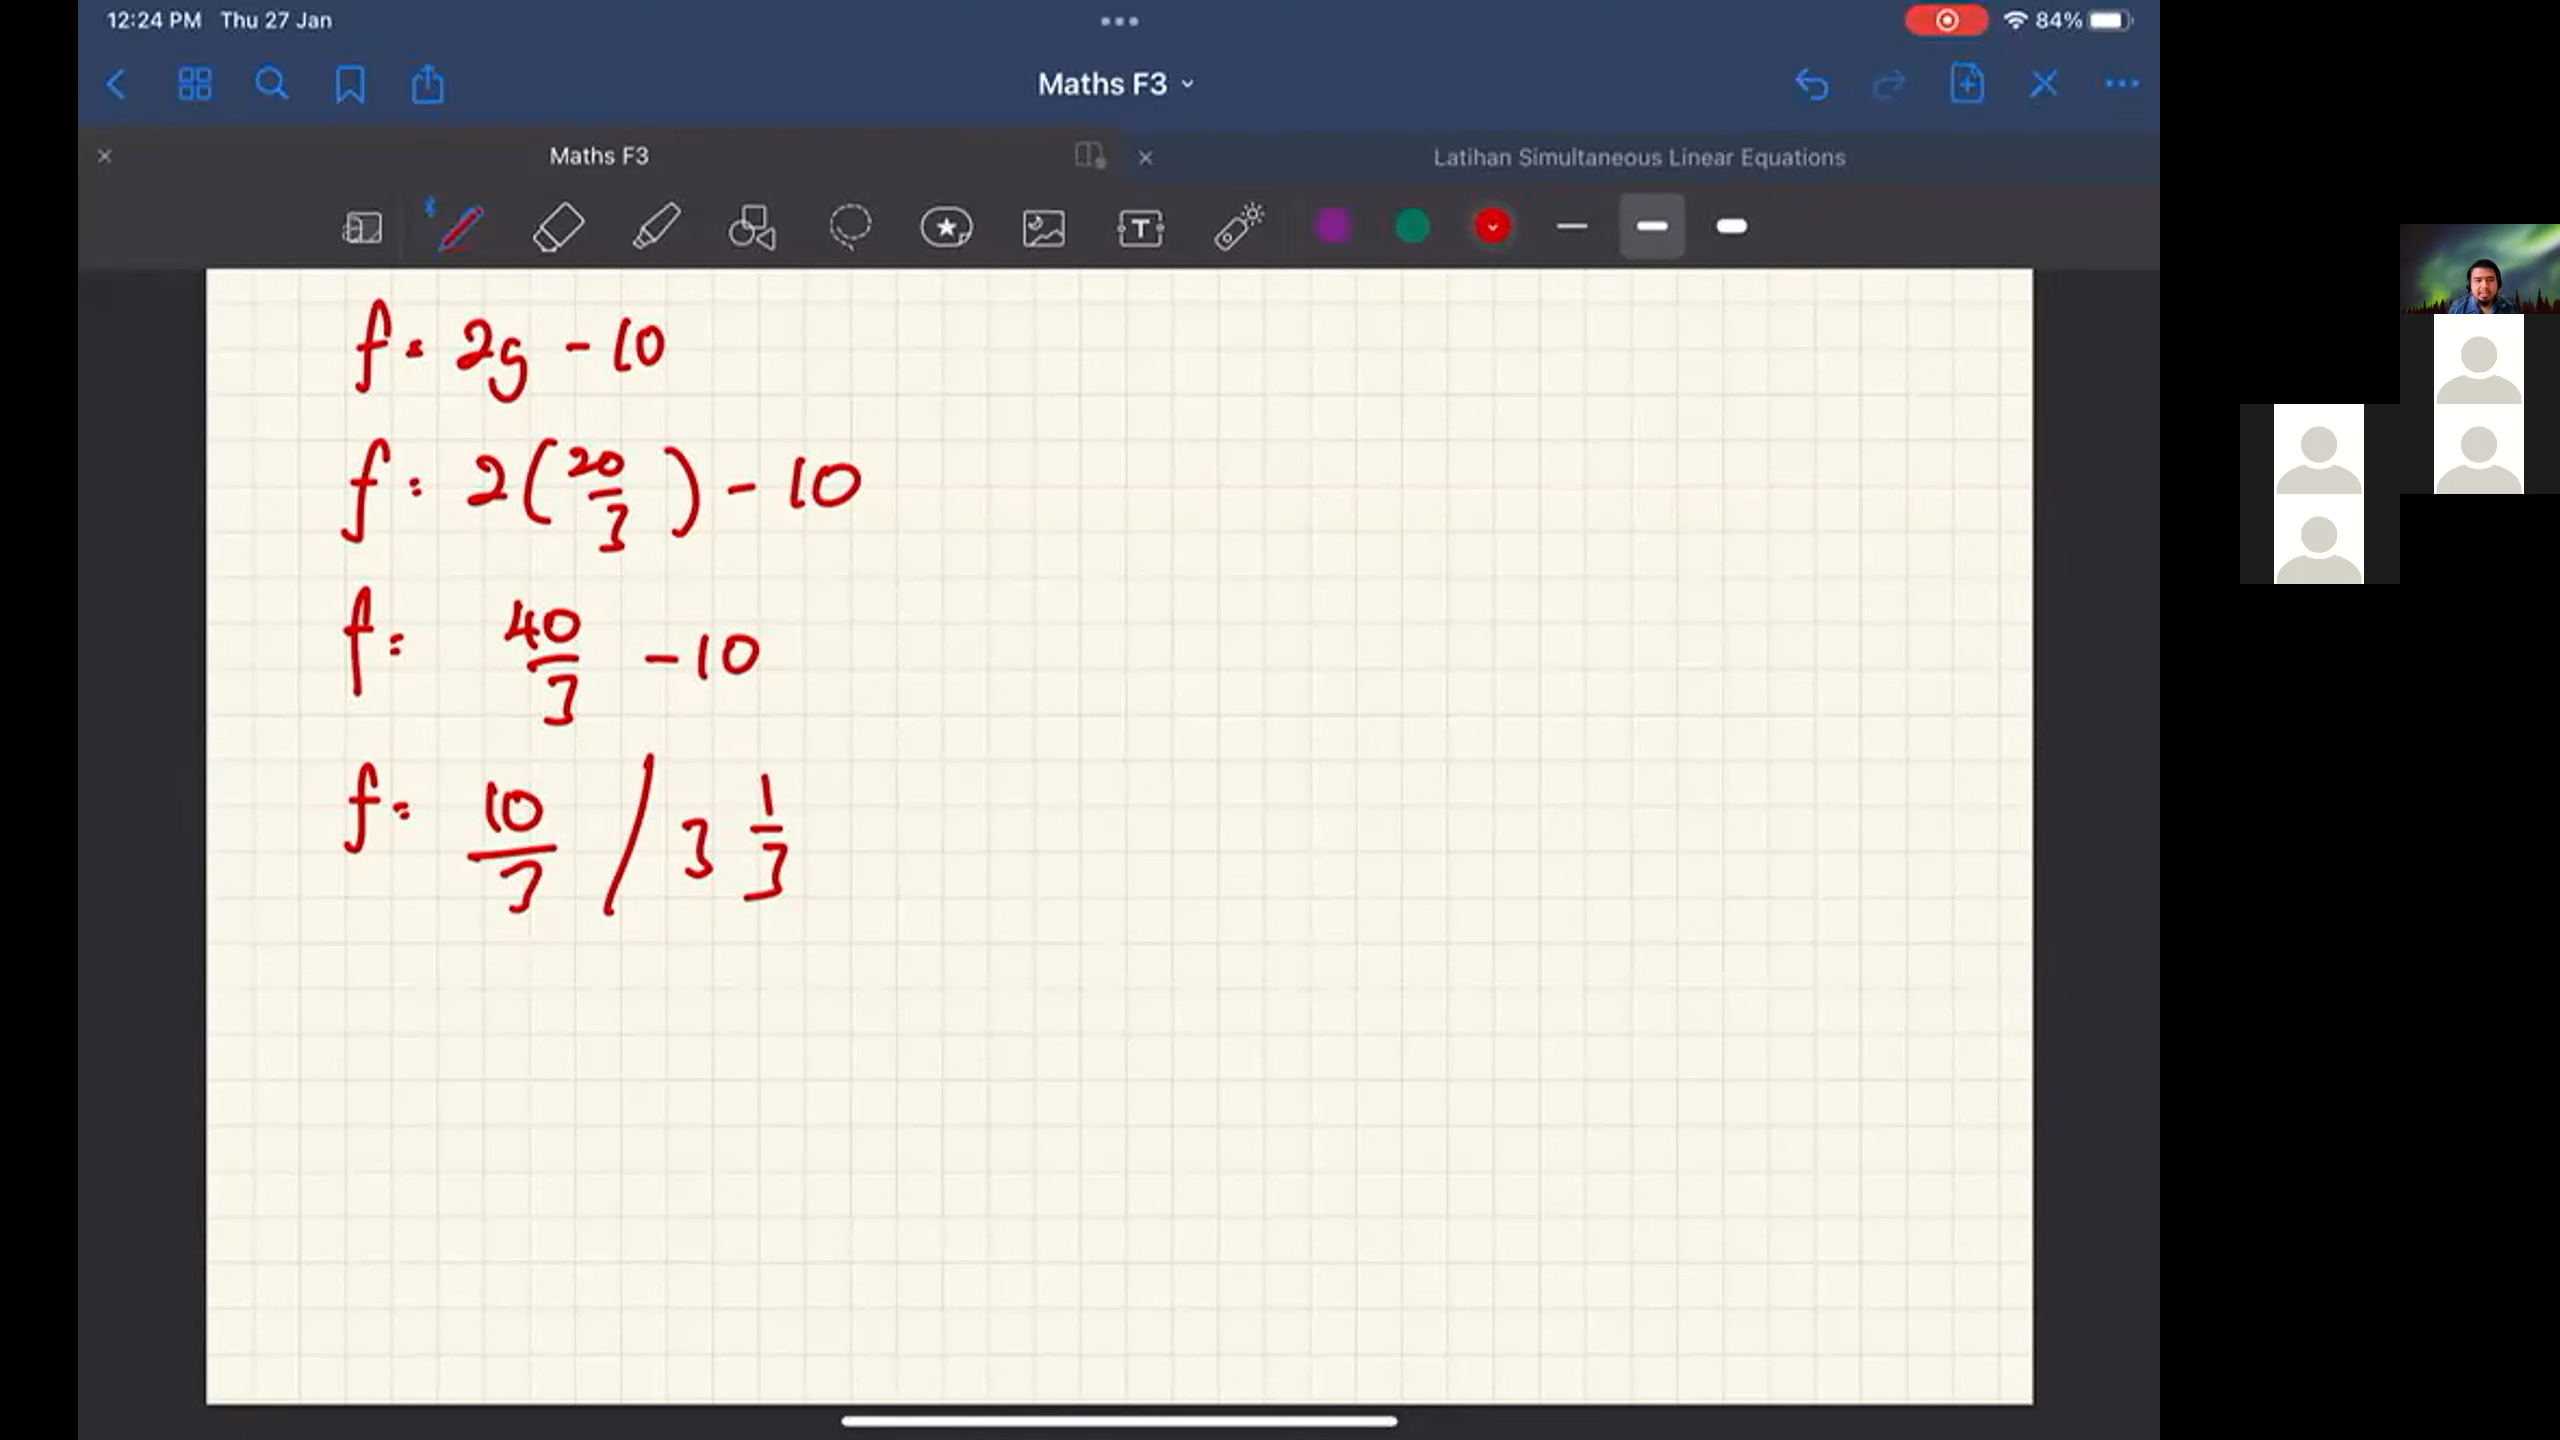 12:24 PM Thu 27 Jan
84%
Maths F3
Maths F3
Latihan Simultaneous Linear Equations
T
f = 2g - 10
f = 2(20/3) - 10
f = 40/3 - 10
f = 10/3 / 3 1/3